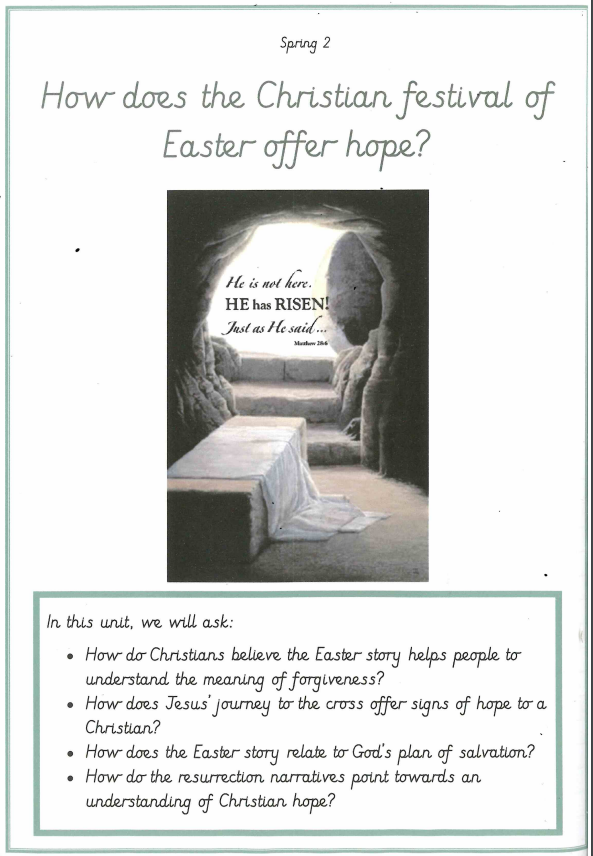 Spring 2
How does the Christian festival of
Easter offer hope?
He is not here.
HE has RISEN!
Just as He said...
Matthew 28:6
In this unit, we will ask:
• How do Christians believe the Easter story helps people to
understand the meaning of forgiveness?
• How does Jesus' journey to the cross offer signs of hope to a
Christian?
• How does the Easter story relate to God's plan of salvation?
• How do the resurrection narratives point towards an
understanding of Christian hope?